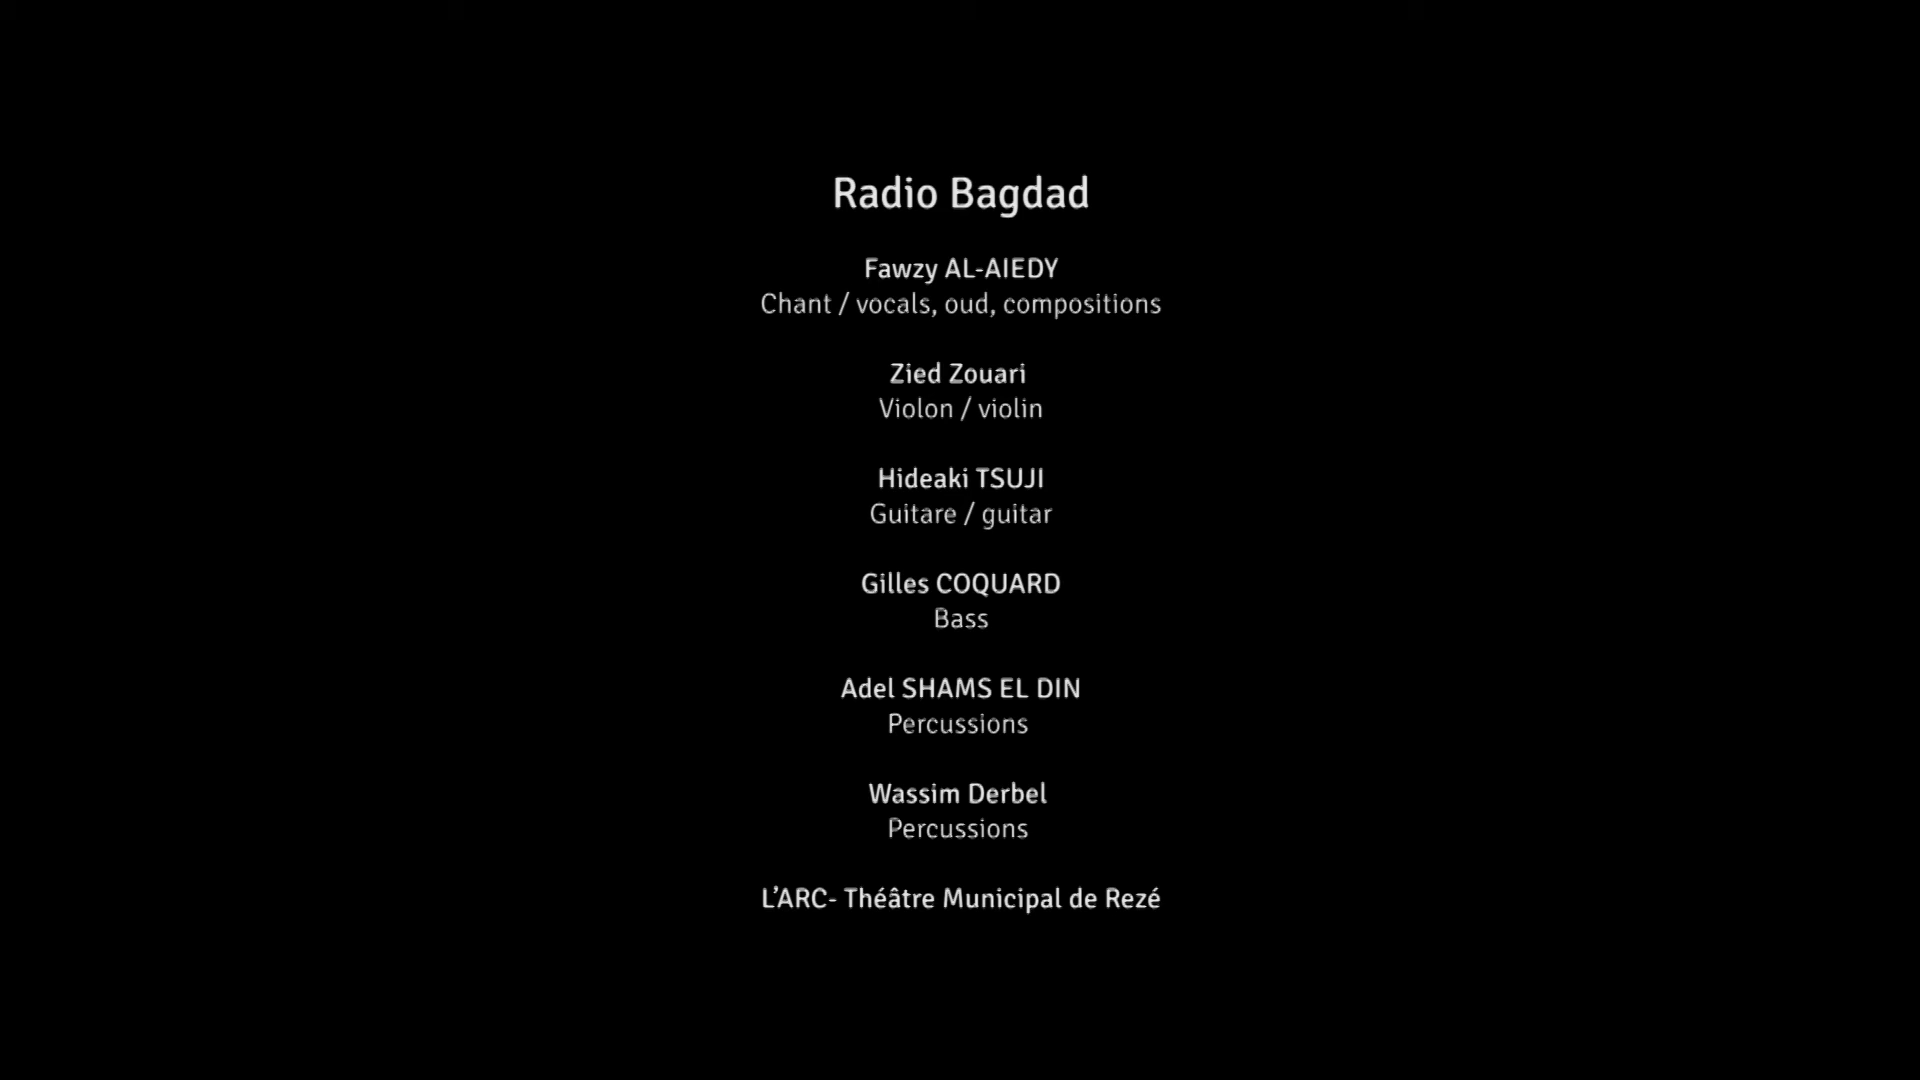 Radio Bagdad
Fawzy AL-AIEDY
Chant / vocals, oud, compositions
Zied Zouari
Violon / violin
Hideaki TSUJI
Guitare / guitar
Gilles COQUARD
Bass
Adel SHAMS EL DIN
Percussions
Wassim Derbel
Percussions
L’ARC- Théâtre Municipal de Rezé